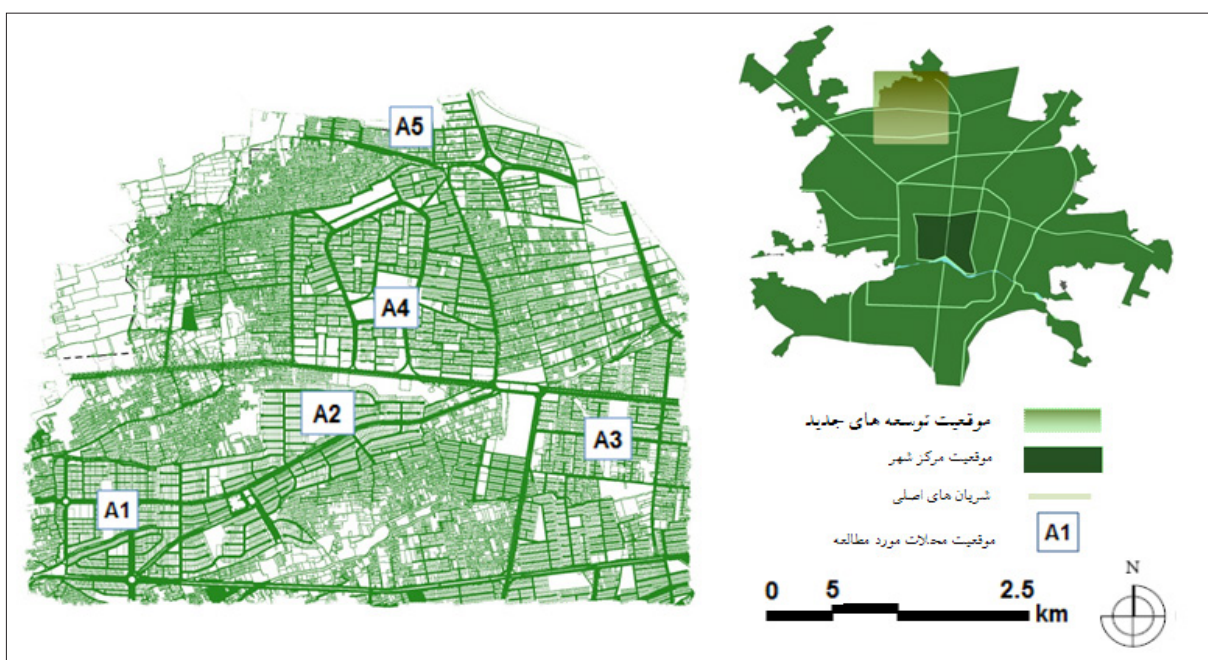 A5
A4
A2
A3
A1
موقعیت توسعه های جدید
موقعیت مرکز شهر
شریان های اصلی
موقعیت محلات مورد مطالعه
A1
N
0 5 2.5
km